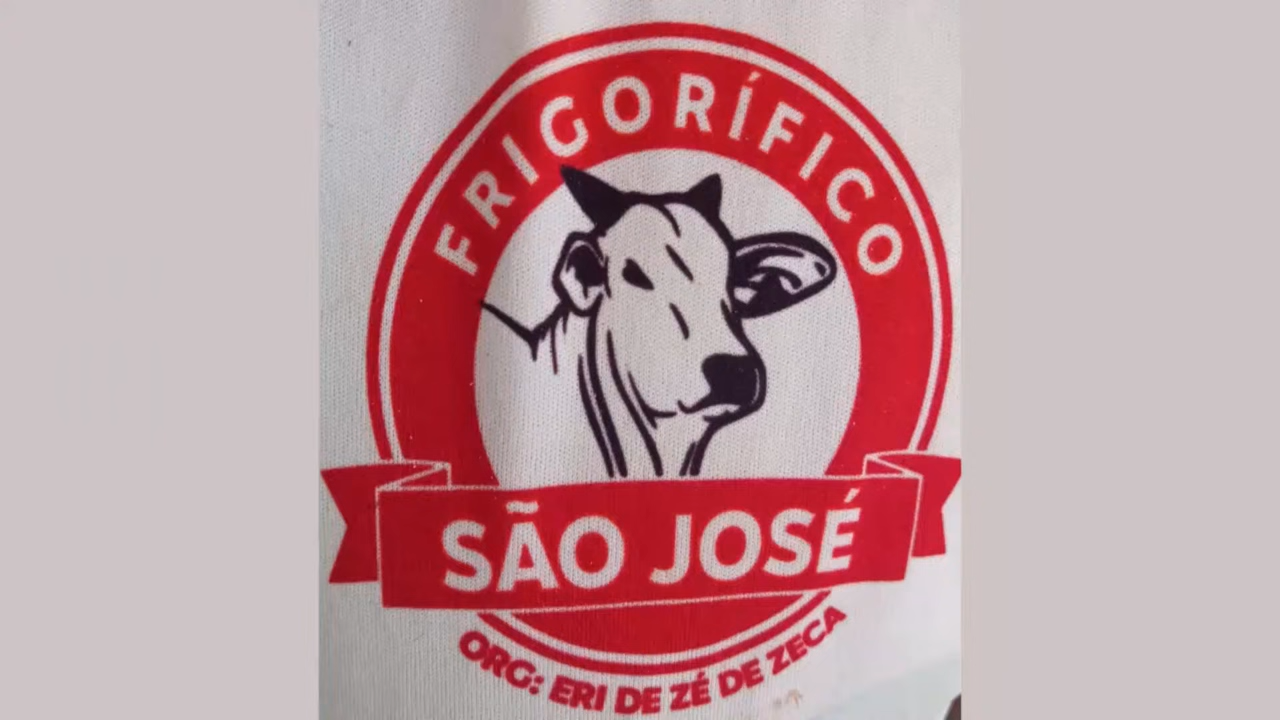 FRIGORÍFICO
SÃO JOSÉ
ORG: ERI DE ZÉ DE ZECA